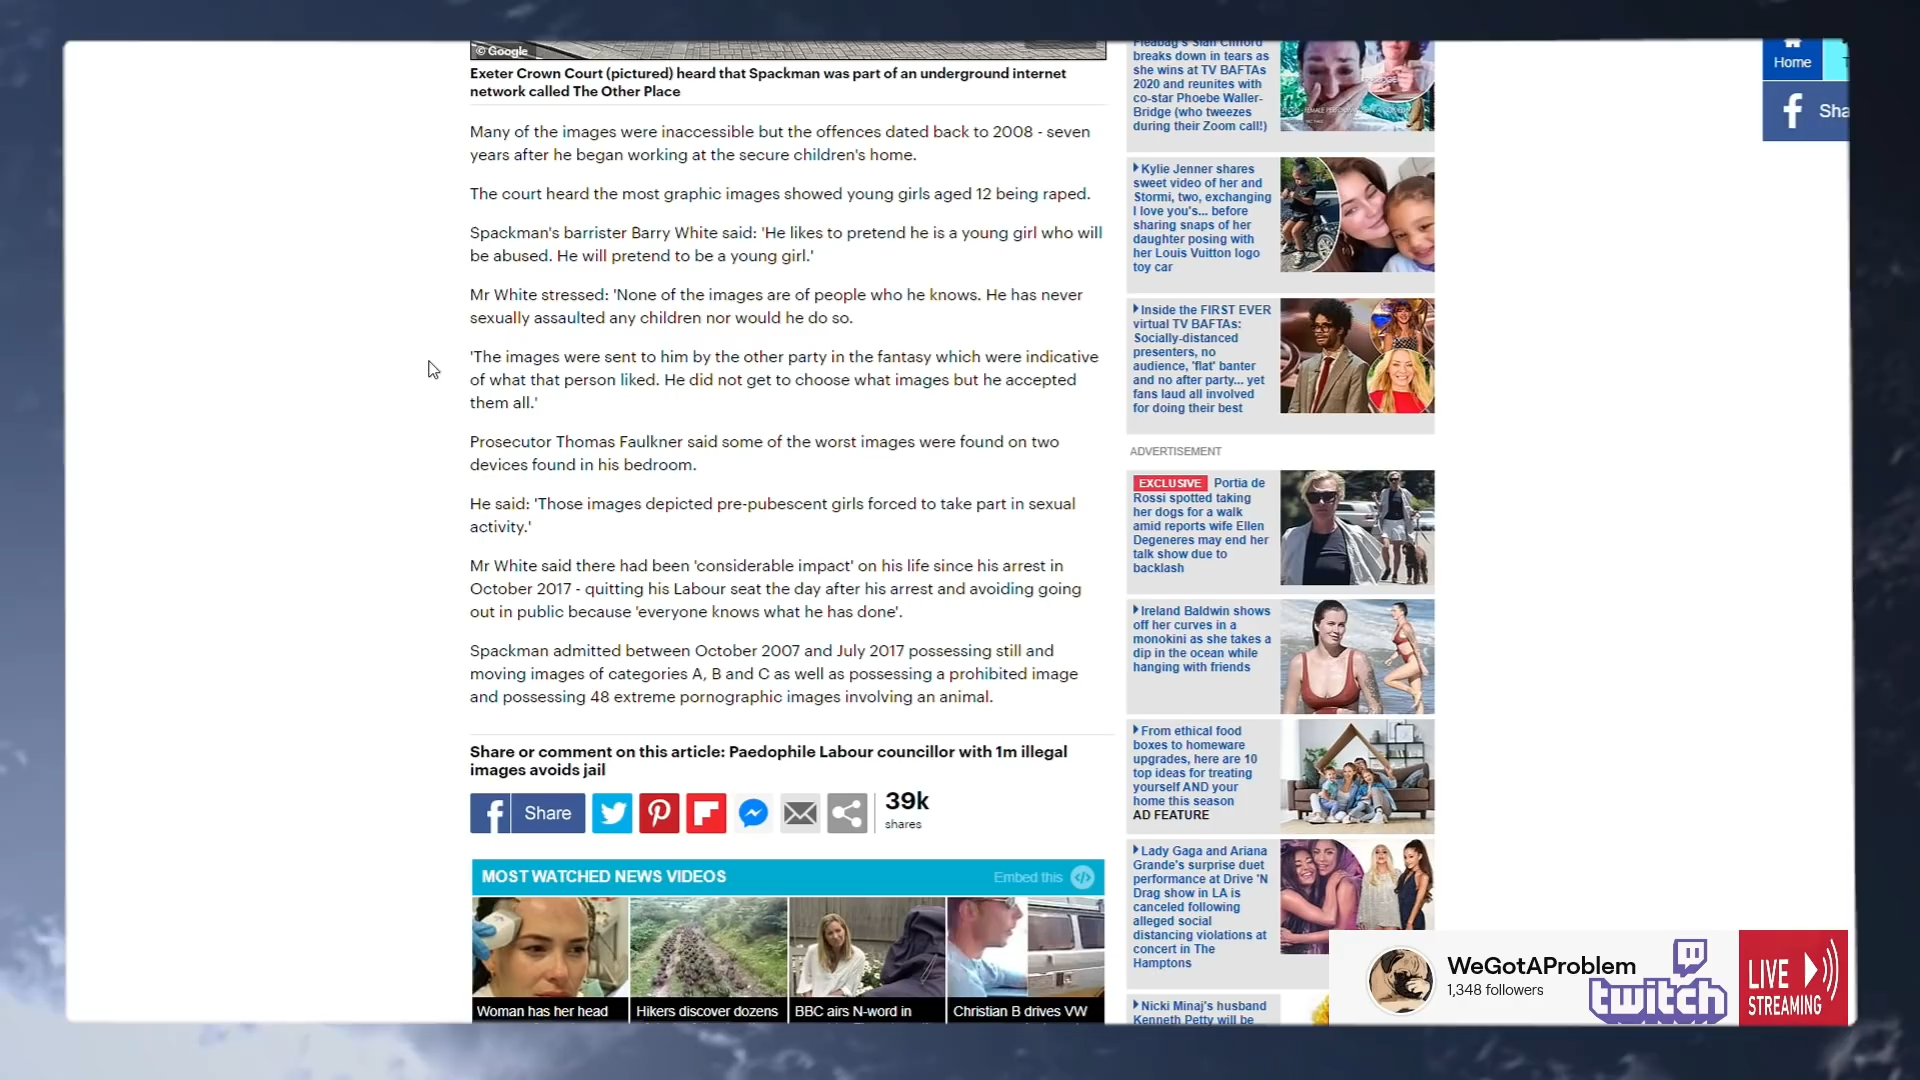 © Google
Exeter Crown Court (pictured) heard that Spackman was part of an underground internet
network called The Other Place
Many of the images were inaccessible but the offences dated back to 2008 - seven
years after he began working at the secure children's home.
The court heard the most graphic images showed young girls aged 12 being raped.
Spackman's barrister Barry White said: 'He likes to pretend he is a young girl who will
be abused. He will pretend to be a young girl.'
Mr White stressed: 'None of the images are of people who he knows. He has never
sexually assaulted any children nor would he do so.
'The images were sent to him by the other party in the fantasy which were indicative
of what that person liked. He did not get to choose what images but he accepted
them all.'
Prosecutor Thomas Faulkner said some of the worst images were found on two
devices found in his bedroom.
He said: 'Those images depicted pre-pubescent girls forced to take part in sexual
activity.'
Mr White said there had been 'considerable impact' on his life since his arrest in
October 2017 - quitting his Labour seat the day after his arrest and avoiding going
out in public because 'everyone knows what he has done'.
Spackman admitted between October 2007 and July 2017 possessing still and
moving images of categories A, B and C as well as possessing a prohibited image
and possessing 48 extreme pornographic images involving an animal.
Share or comment on this article: Paedophile Labour councillor with 1m illegal
images avoids jail
Share
39k
shares
MOST WATCHED NEWS VIDEOS
Embed this
Woman has her head
Hikers discover dozens
BBC airs N-word in
Christian B drives VW
Fleabag's Sian Clifford
breaks down in tears as
she wins at TV BAFTAs
2020 and reunites with
co-star Phoebe Waller-
Bridge (who tweezes
during their Zoom call!)
Kylie Jenner shares
sweet video of her and
Stormi, two, exchanging
I love you's... before
sharing snaps of her
daughter posing with
her Louis Vuitton logo
toy car
Inside the FIRST EVER
virtual TV BAFTAs:
Socially-distanced
presenters, no
audience, 'flat' banter
and no after party... yet
fans laud all involved
for doing their best
ADVERTISEMENT
EXCLUSIVE Portia de
Rossi spotted taking
her dogs for a walk
amid reports wife Ellen
Degeneres may end her
talk show due to
backlash
Ireland Baldwin shows
off her curves in a
monokini as she takes a
dip in the ocean while
hanging with friends
From ethical food
boxes to homeware
upgrades, here are 10
top ideas for treating
yourself AND your
home this season
AD FEATURE
Lady Gaga and Ariana
Grande's surprise duet
performance at Drive 'N
Drag show in LA is
canceled following
alleged social
distancing violations at
concert in The
Hamptons
Nicki Minaj's husband
Kenneth Petty will be
Home
Sha
WeGotAProblem
1,348 followers
twitch
LIVE
STREAMING